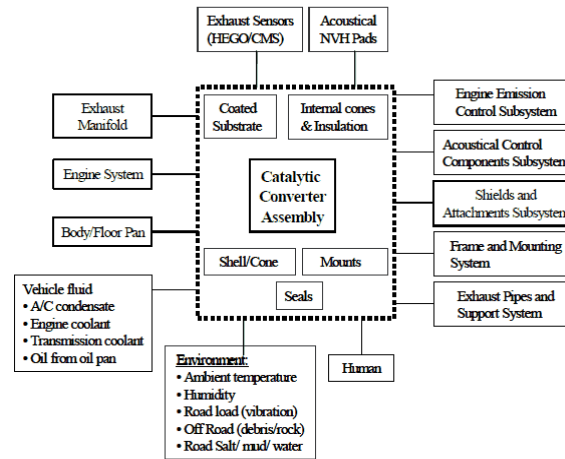 Exhaust Sensors
(HEGO/CMS)
Acoustical
NVH Pads
Exhaust
Manifold
Engine System
Body/Floor Pan
Vehicle fluid
• A/C condensate
• Engine coolant
• Transmission coolant
• Oil from oil pan
Coated
Substrate
Internal cones
& Insulation
Catalytic
Converter
Assembly
Shell/Cone
Mounts
Seals
Engine Emission
Control Subsystem
Acoustical Control
Components Subsystem
Shields and
Attachments Subsystem
Frame and Mounting
System
Exhaust Pipes and
Support System
Environment:
• Ambient temperature
• Humidity
• Road load (vibration)
• Off Road (debris/rock)
• Road Salt/ mud/ water
Human